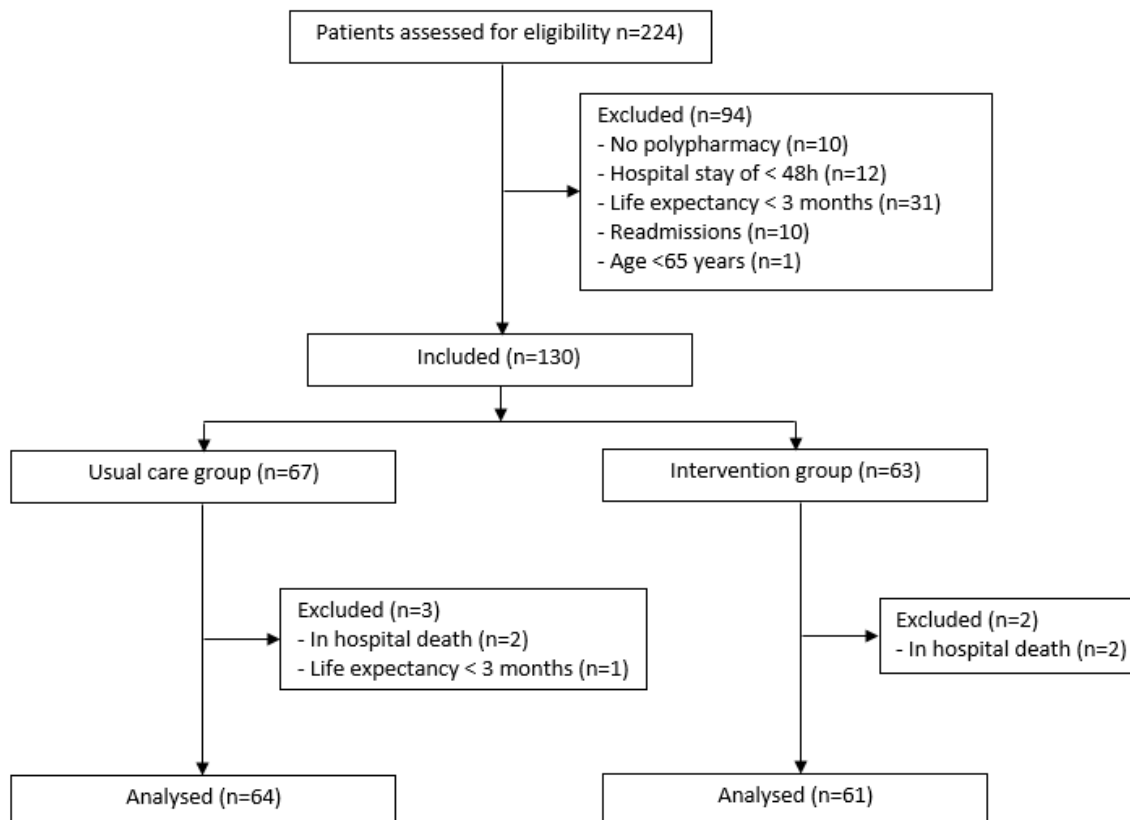 Patients assessed for eligibility n=224)
Excluded (n=94)
- No polypharmacy (n=10)
- Hospital stay of < 48h (n=12)
- Life expectancy < 3 months (n=31)
- Readmissions (n=10)
- Age <65 years (n=1)
Included (n=130)
Usual care group (n=67)
Intervention group (n=63)
Excluded (n=3)
- In hospital death (n=2)
- Life expectancy < 3 months (n=1)
Excluded (n=2)
- In hospital death (n=2)
Analysed (n=64)
Analysed (n=61)